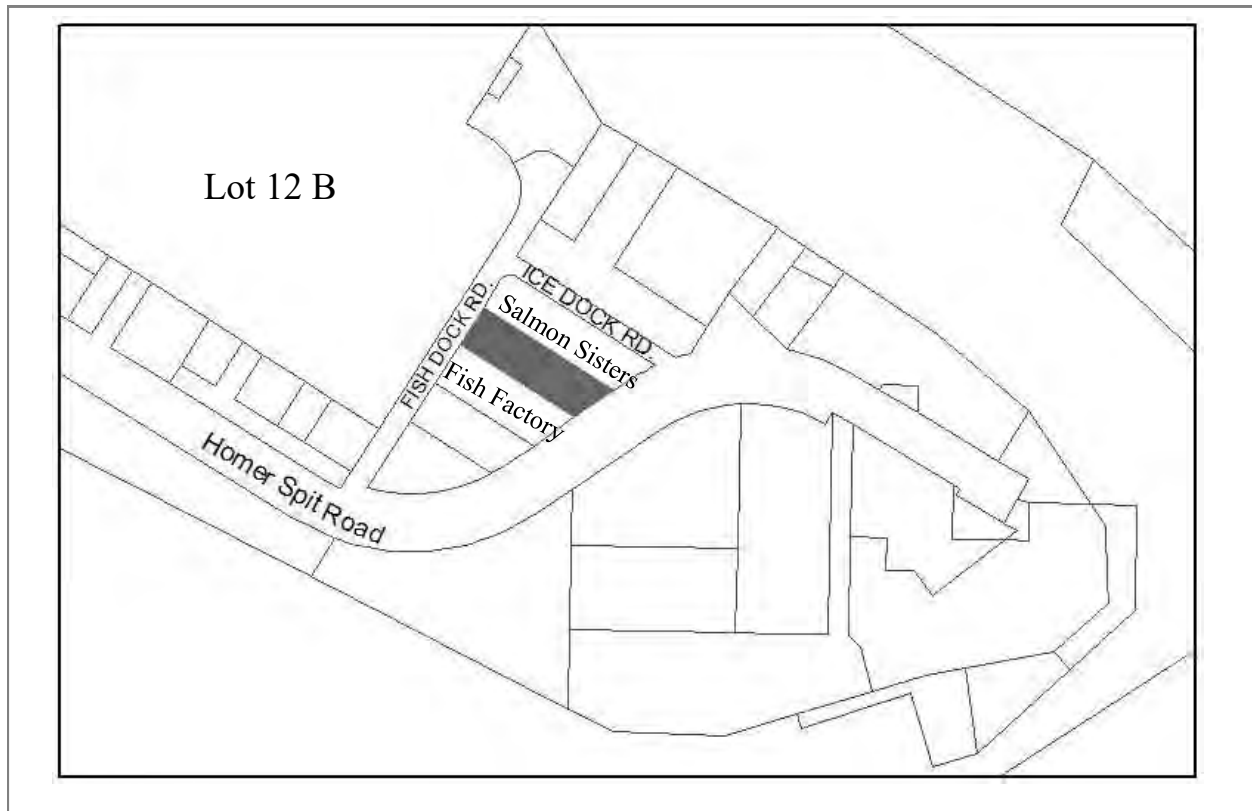 Lot 12 B
ICE DOCK RD.
Salmon Sisters
FISH DOCK RD.
Fish Factory
Homer Spit Road